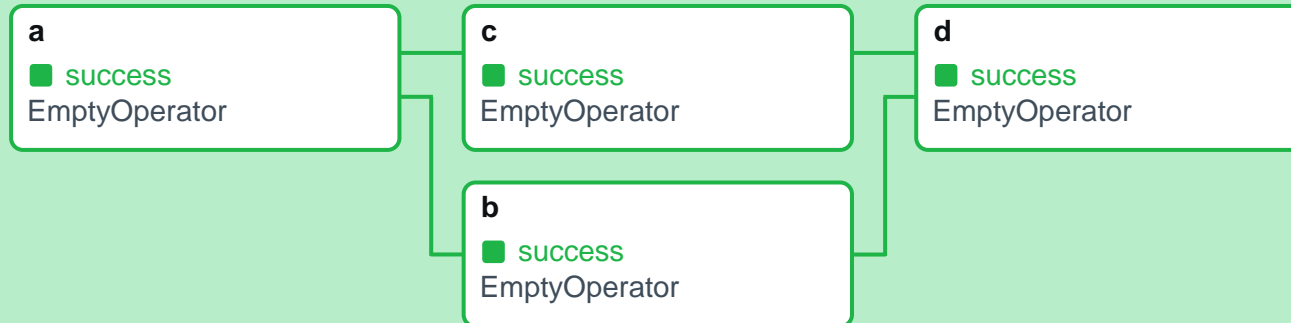 a
success
EmptyOperator
c
success
EmptyOperator
d
success
EmptyOperator
b
success
EmptyOperator